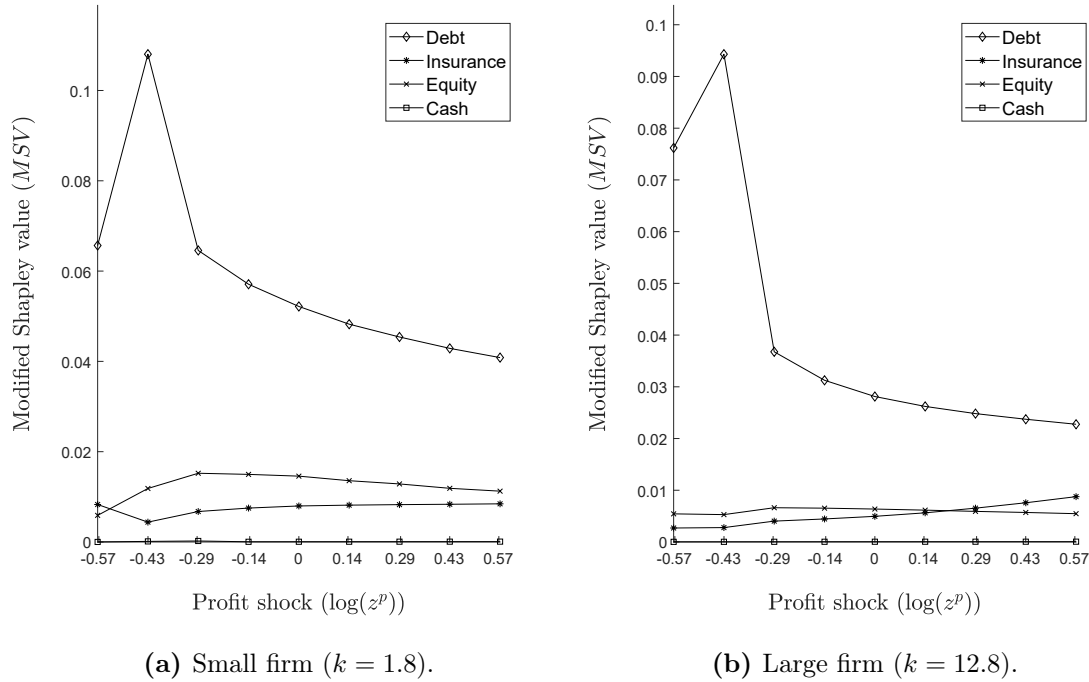 Modified Shapley value (MSV)
0.1
0.08
0.06
0.04
0.02
0
-0.57 -0.43 -0.29 -0.14 0 0.14 0.29 0.43 0.57
Profit shock (log(z^p))
Debt
Insurance
Equity
Cash
(a) Small firm (k = 1.8).
Modified Shapley value (MSV)
0.1
0.09
0.08
0.07
0.06
0.05
0.04
0.03
0.02
0.01
0
-0.57 -0.43 -0.29 -0.14 0 0.14 0.29 0.43 0.57
Profit shock (log(z^p))
Debt
Insurance
Equity
Cash
(b) Large firm (k = 12.8).